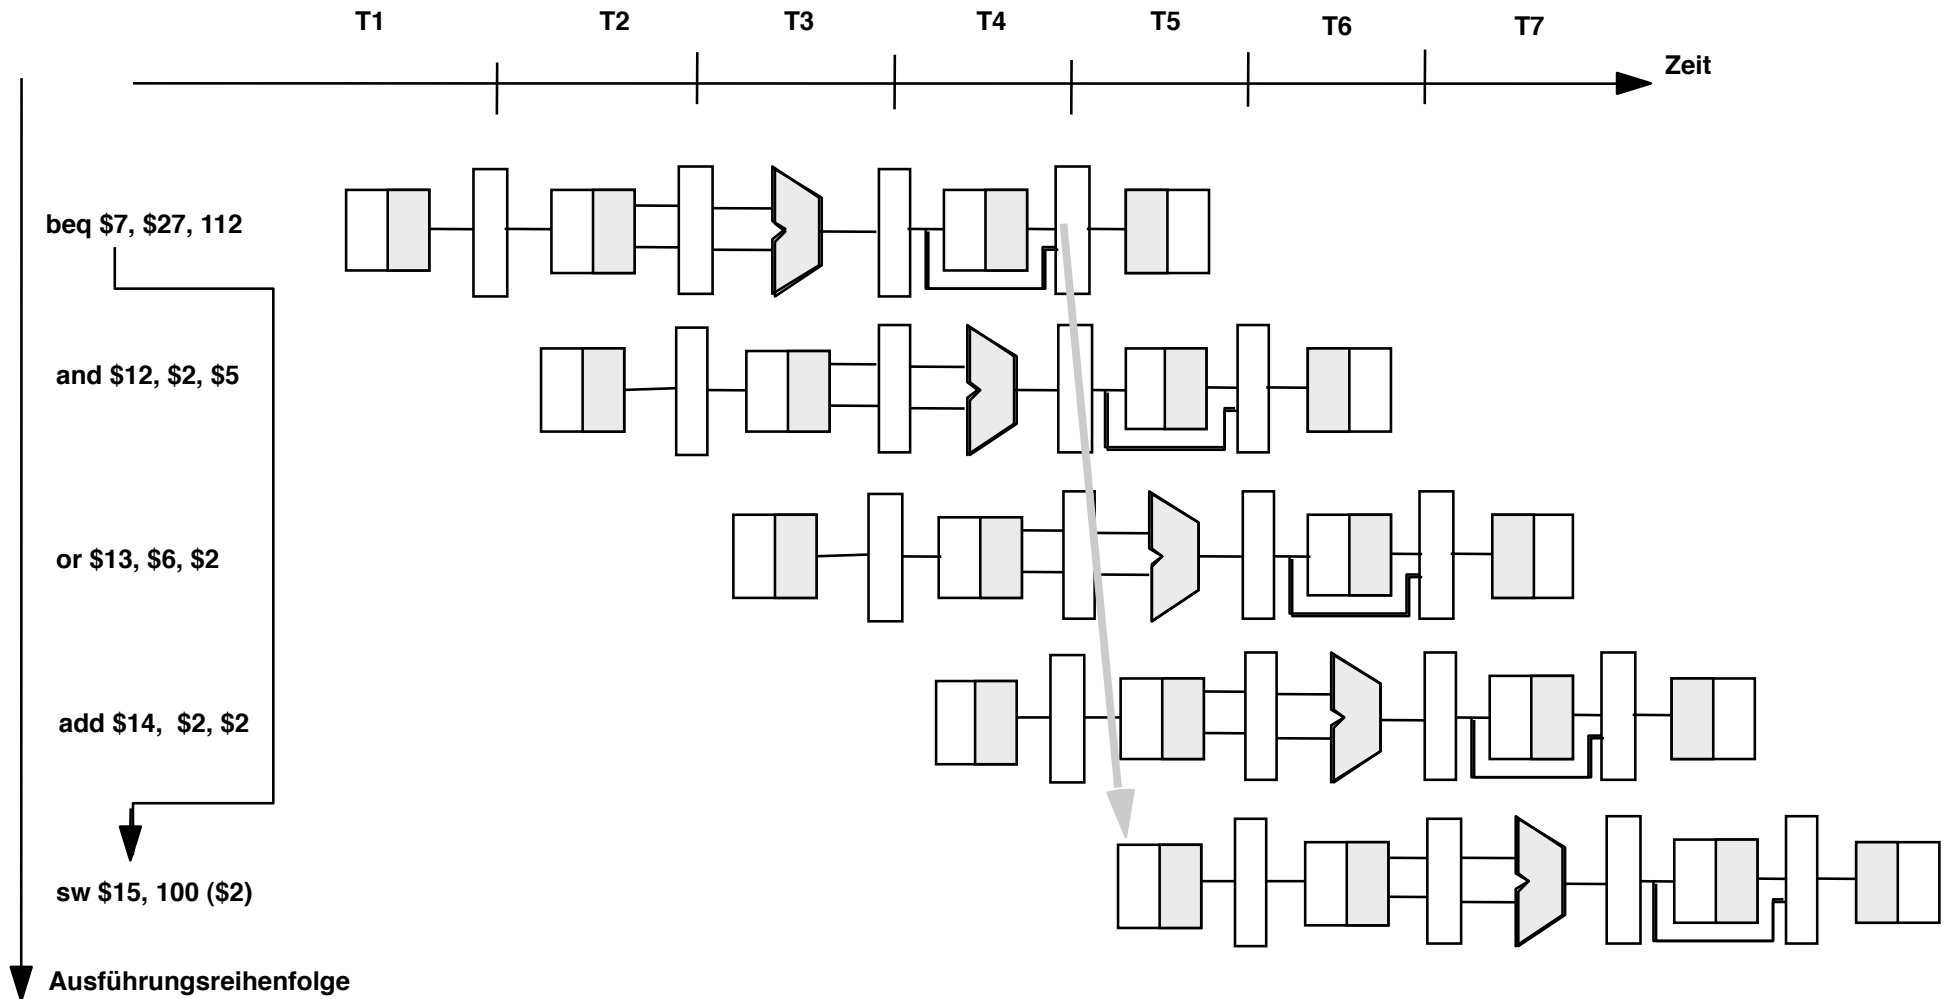 T1 T2 T3 T4 T5 T6 T7
Zeit
beq $7, $27, 112
and $12, $2, $5
or $13, $6, $2
add $14,  $2, $2
sw $15, 100 ($2)
Ausführungsreihenfolge